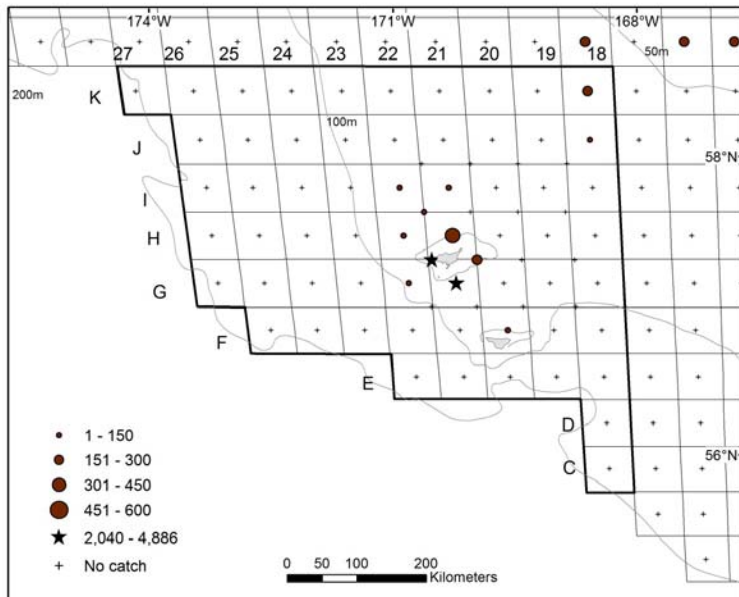 174°W 171°W 168°W
27 26 25 24 23 22 21 20 19 18 50m
200m K
100m
J 58°N
I
H
G
F
E
D
C 56°N
1 - 150
151 - 300
301 - 450
451 - 600
2,040 - 4,886
No catch
0 50 100 200
Kilometers